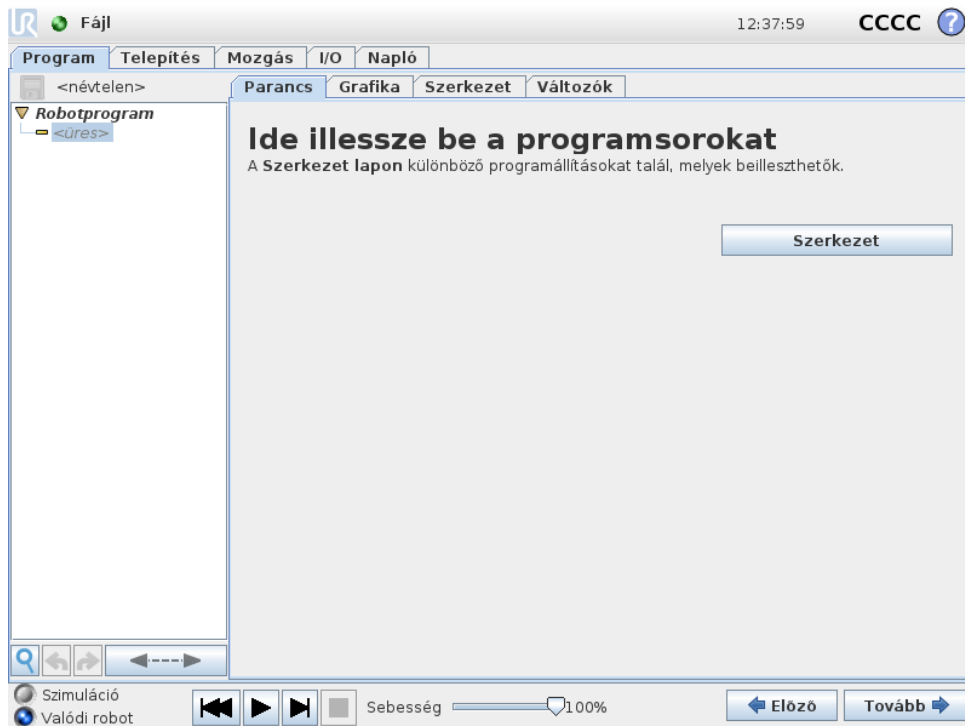 UR Fájl 12:37:59 CCCC ?
Program Telepítés Mozgás I/O Napló
<névtelen> Parancs Grafika Szerkezet Változók
Robotprogram
<üres>
Ide illessze be a programsorokat
A Szerkezet lapon különböző programállításokat talál, melyek beilleszthetők.
Szerkezet
Szimuláció
Valódi robot
Sebesség 100%
Előző Tovább